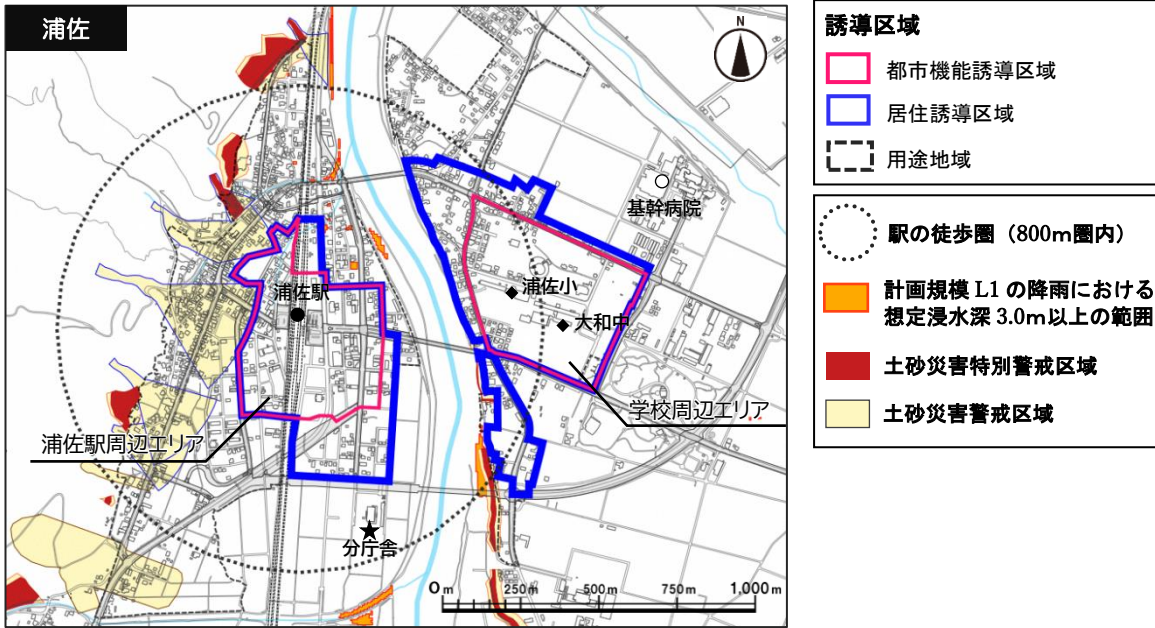 浦佐
N
基幹病院
浦佐小
浦佐駅
大和中
学校周辺エリア
浦佐駅周辺エリア
分庁舎
0m 250m 500m 750m 1,000m
誘導区域
都市機能誘導区域
居住誘導区域
用途地域
駅の徒歩圏（800m圏内）
計画規模 L1 の降雨における
想定浸水深 3.0m以上の範囲
土砂災害特別警戒区域
土砂災害警戒区域